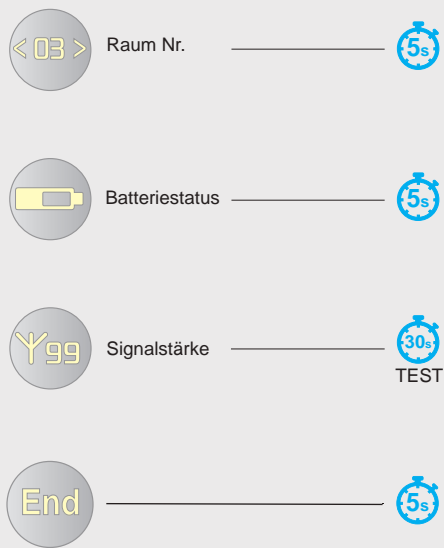 < 03 > Raum Nr. 5s
Batteriestatus 5s
99 Signalstärke 30s
TEST
End 5s